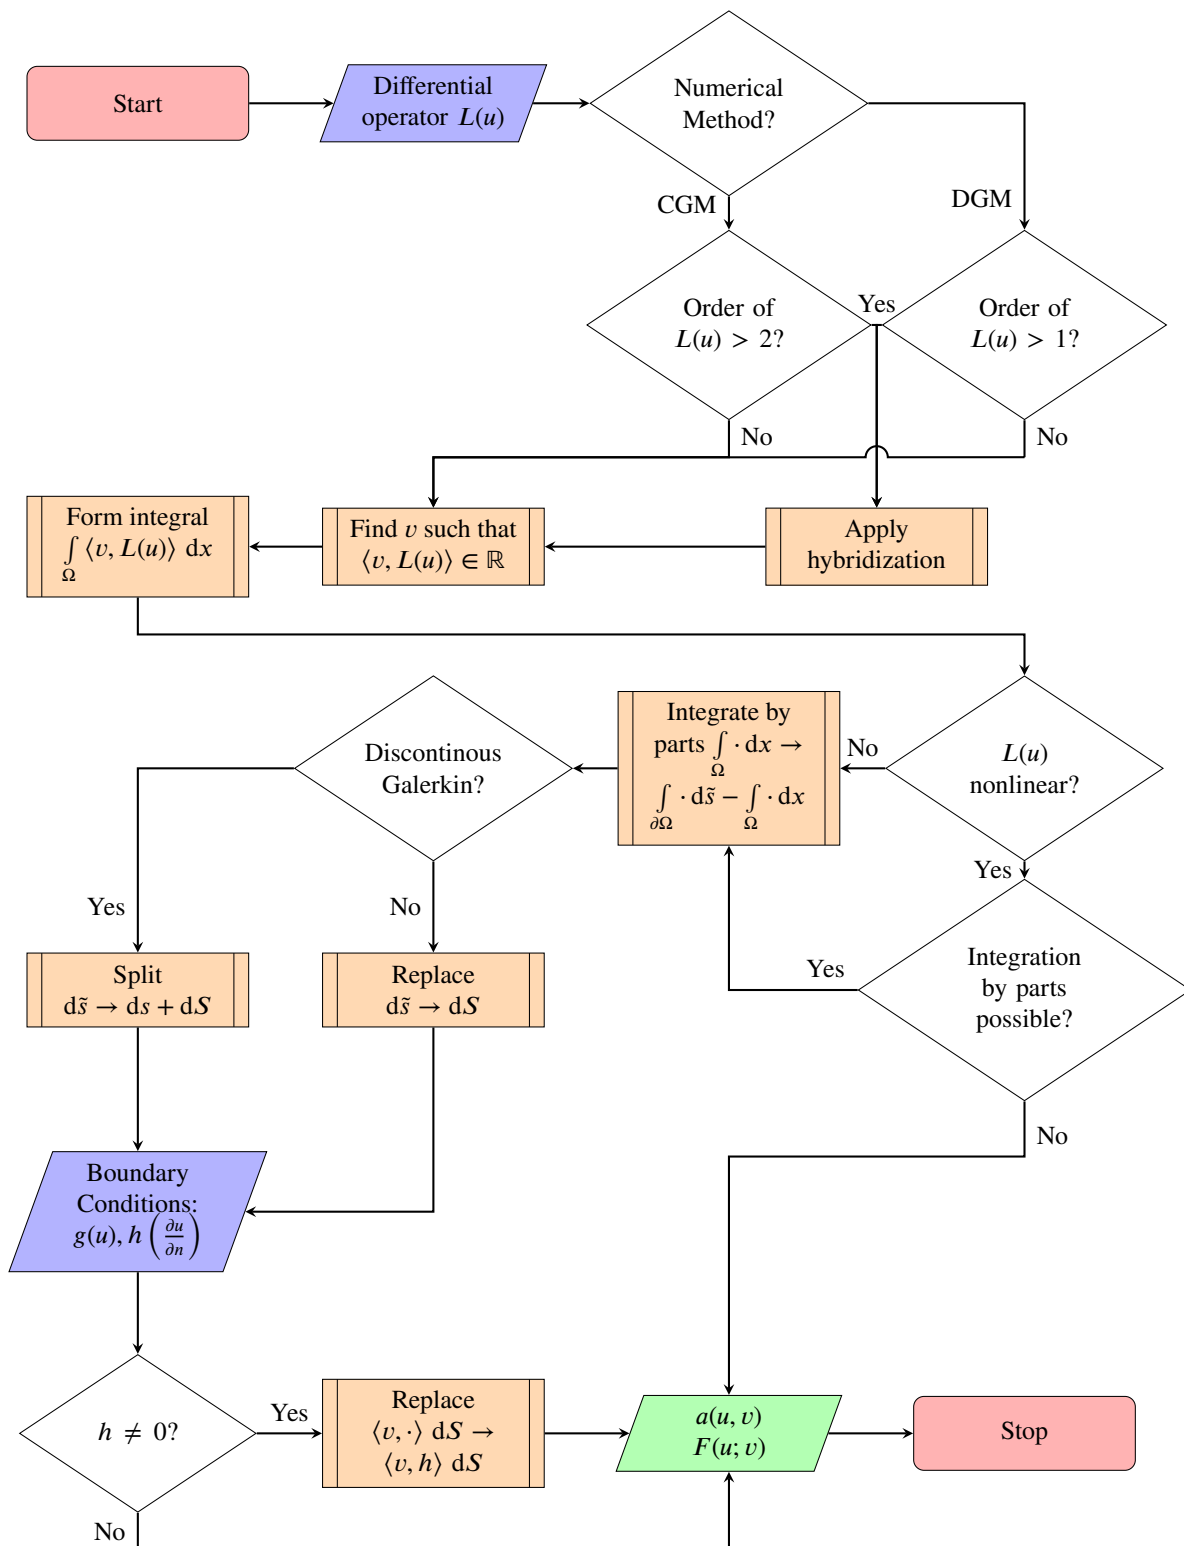 Start
Differential
operator L(u)
Numerical
Method?
CGM
DGM
Order of
L(u) > 2?
Yes
Order of
L(u) > 1?
No
No
Form integral
∫_Ω ⟨v, L(u)⟩ dx
Find v such that
⟨v, L(u)⟩ ∈ ℝ
Apply
hybridization
Discontinous
Galerkin?
Integrate by
parts ∫_Ω · dx →
∫_∂Ω · ds̃ − ∫_Ω · dx
No
L(u)
nonlinear?
Yes
Yes
No
Split
ds̃ → ds + dS
Replace
ds̃ → dS
Yes
Integration
by parts
possible?
No
Boundary
Conditions:
g(u), h (∂u/∂n)
h ≠ 0?
Yes
Replace
⟨v, ·⟩ dS →
⟨v, h⟩ dS
a(u, v)
F(u; v)
Stop
No